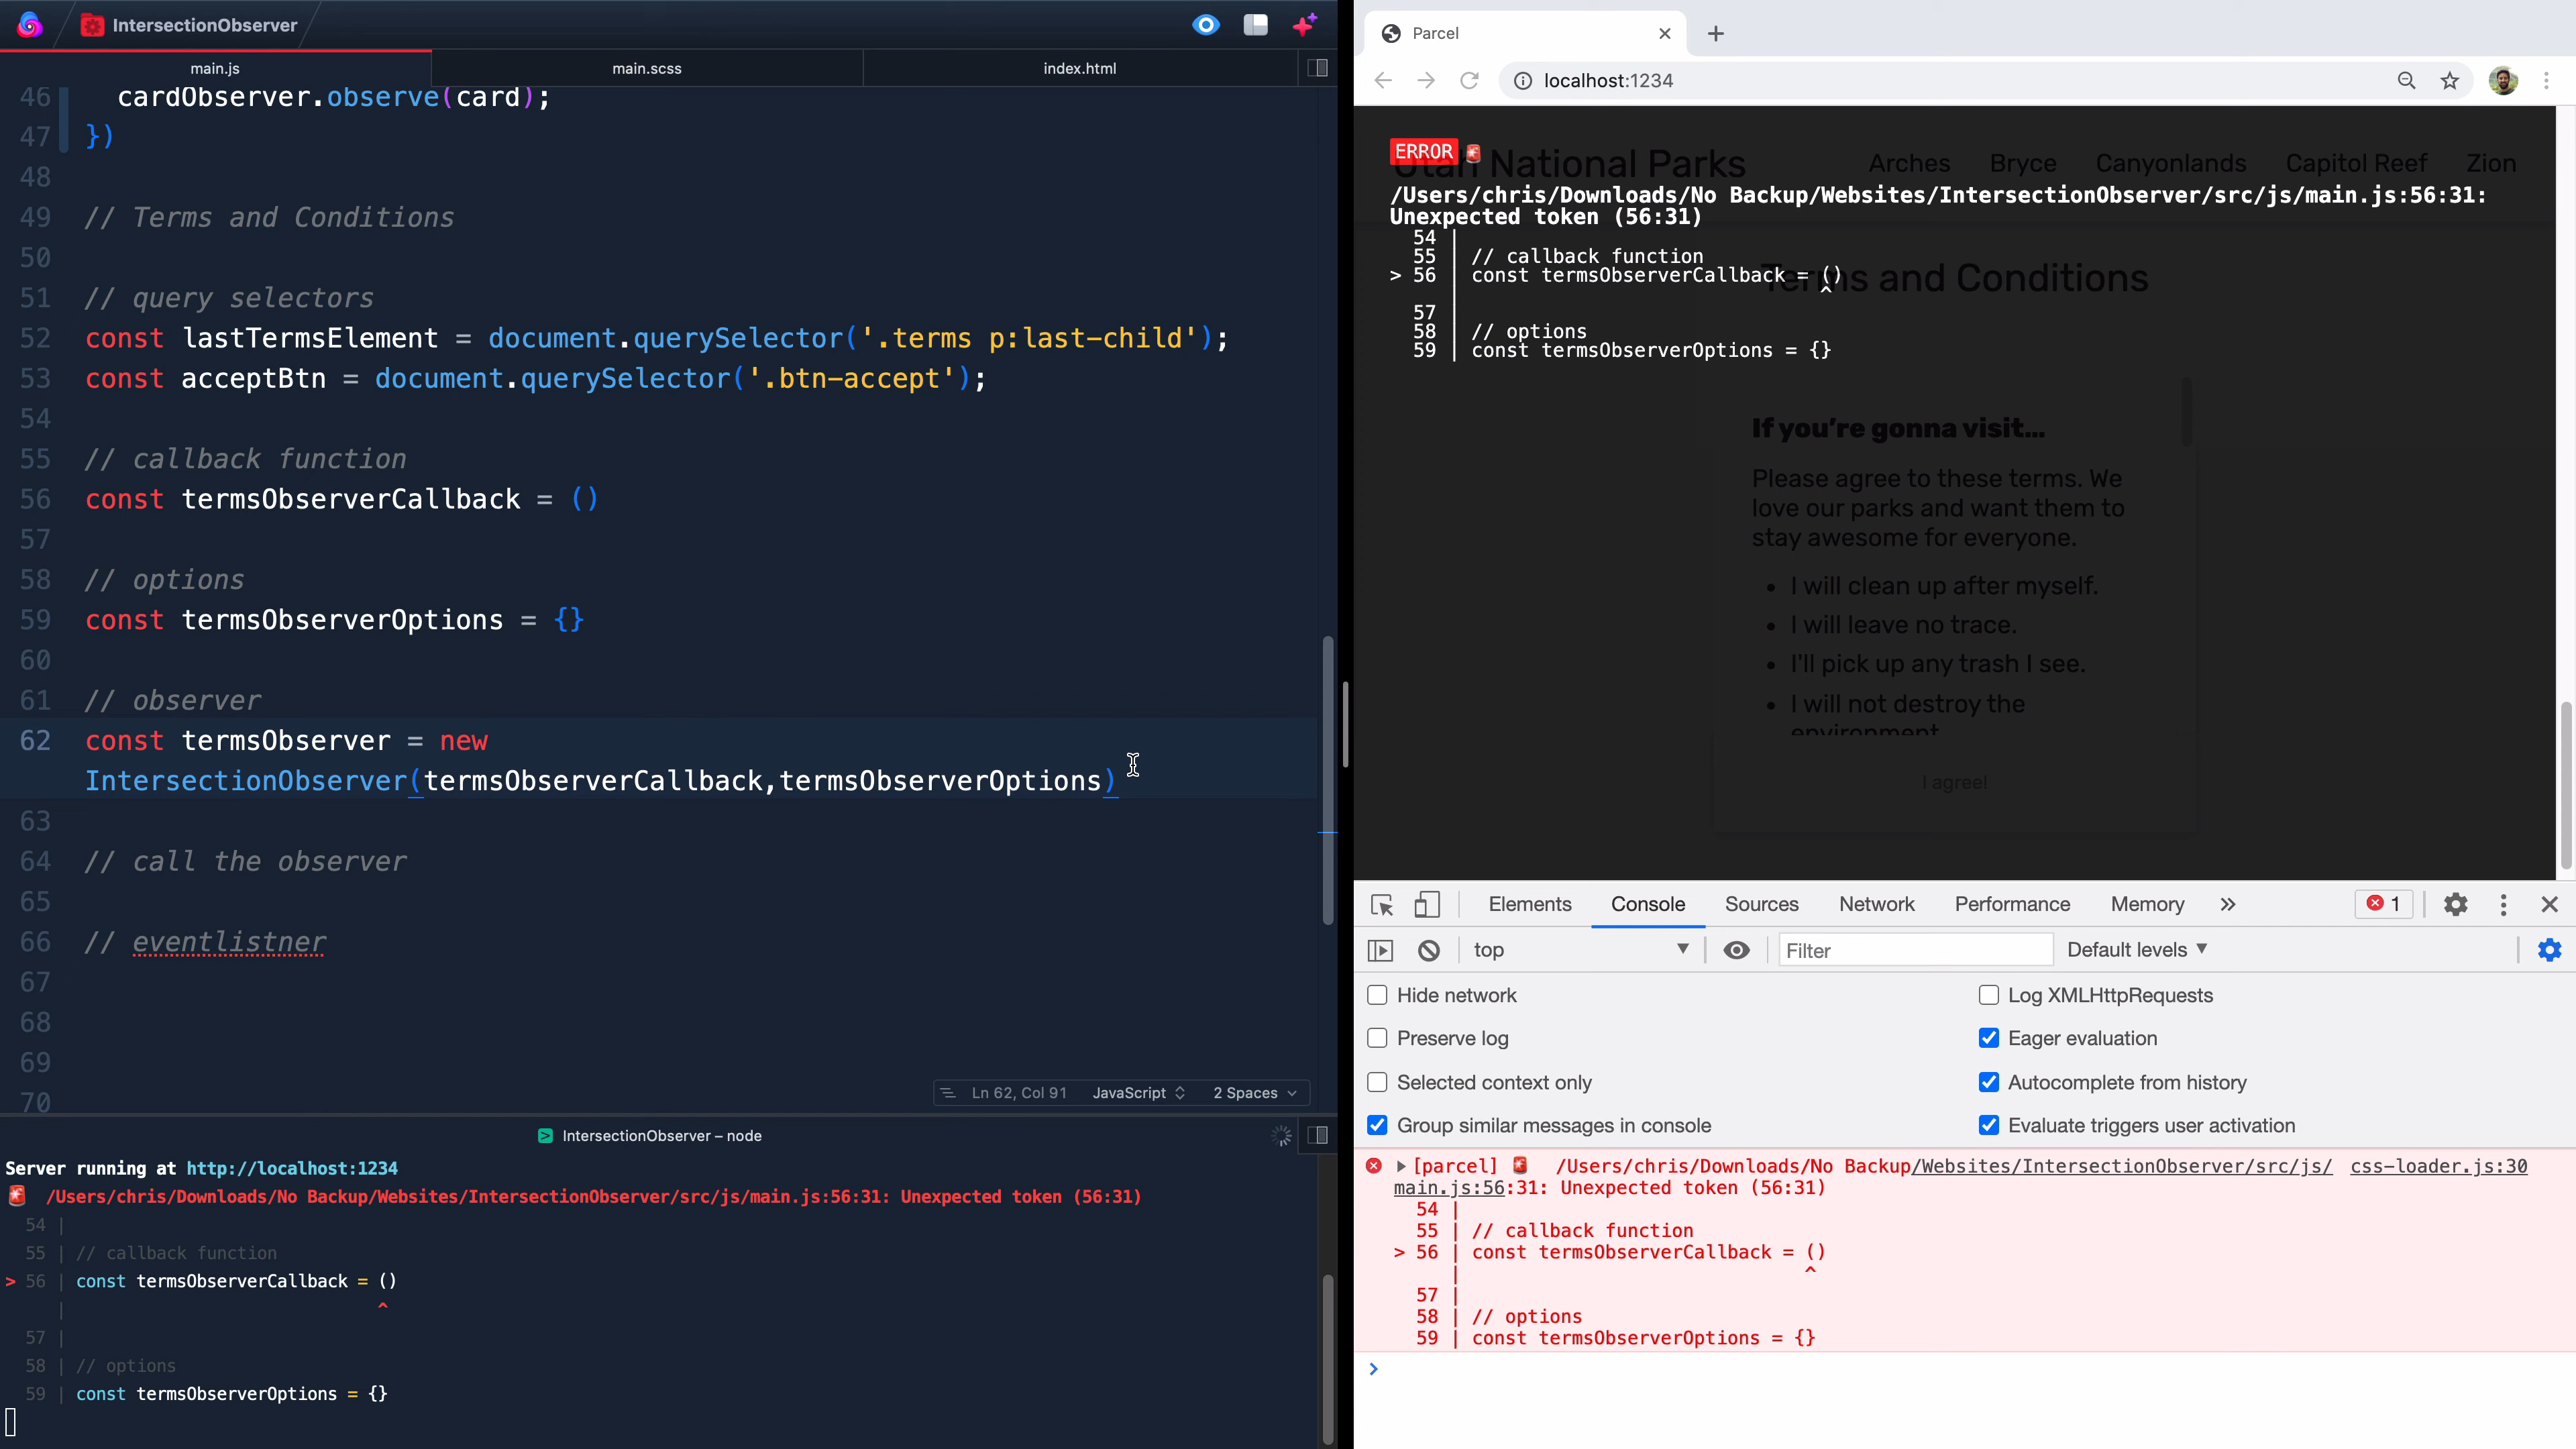 IntersectionObserver
main.js
main.scss
index.html
46 cardObserver.observe(card);
47 })
48
49 // Terms and Conditions
50
51 // query selectors
52 const lastTermsElement = document.querySelector('.terms p:last-child');
53 const acceptBtn = document.querySelector('.btn-accept');
54
55 // callback function
56 const termsObserverCallback = ()
57
58 // options
59 const termsObserverOptions = {}
60
61 // observer
62 const termsObserver = new
IntersectionObserver(termsObserverCallback,termsObserverOptions)
63
64 // call the observer
65
66 // eventlistner
67
68
69
70
Ln 62, Col 91 JavaScript 2 Spaces
IntersectionObserver – node
Server running at http://localhost:1234
/Users/chris/Downloads/No Backup/Websites/IntersectionObserver/src/js/main.js:56:31: Unexpected token (56:31)
54 |
55 | // callback function
> 56 | const termsObserverCallback = ()
| ^
57 |
58 | // options
59 | const termsObserverOptions = {}
Parcel
localhost:1234
ERROR
Utah National Parks
Arches Bryce Canyonlands Capitol Reef Zion
/Users/chris/Downloads/No Backup/Websites/IntersectionObserver/src/js/main.js:56:31:
Unexpected token (56:31)
54 |
55 | // callback function
> 56 | const termsObserverCallback = ()
| ^
57 |
58 | // options
59 | const termsObserverOptions = {}
Terms and Conditions
If you're gonna visit...
Please agree to these terms. We
love our parks and want them to
stay awesome for everyone.
• I will clean up after myself.
• I will leave no trace.
• I'll pick up any trash I see.
• I will not destroy the
environment
I agree!
Elements Console Sources Network Performance Memory » 1
top Filter Default levels
Hide network
Log XMLHttpRequests
Preserve log
Eager evaluation
Selected context only
Autocomplete from history
Group similar messages in console
Evaluate triggers user activation
[parcel] /Users/chris/Downloads/No Backup/Websites/IntersectionObserver/src/js/ css-loader.js:30
main.js:56:31: Unexpected token (56:31)
54 |
55 | // callback function
> 56 | const termsObserverCallback = ()
| ^
57 |
58 | // options
59 | const termsObserverOptions = {}
>